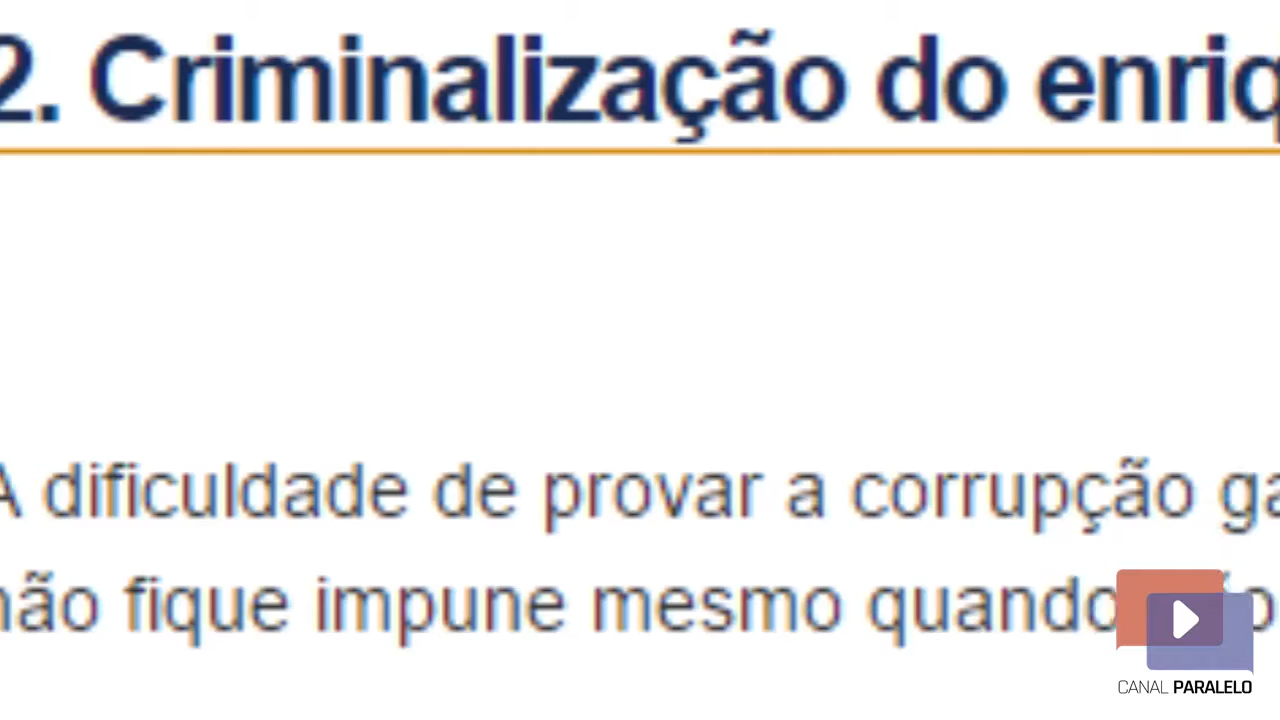 2. Criminalização do enriq
A dificuldade de provar a corrupção ga
não fique impune mesmo quando
CANAL PARALELO